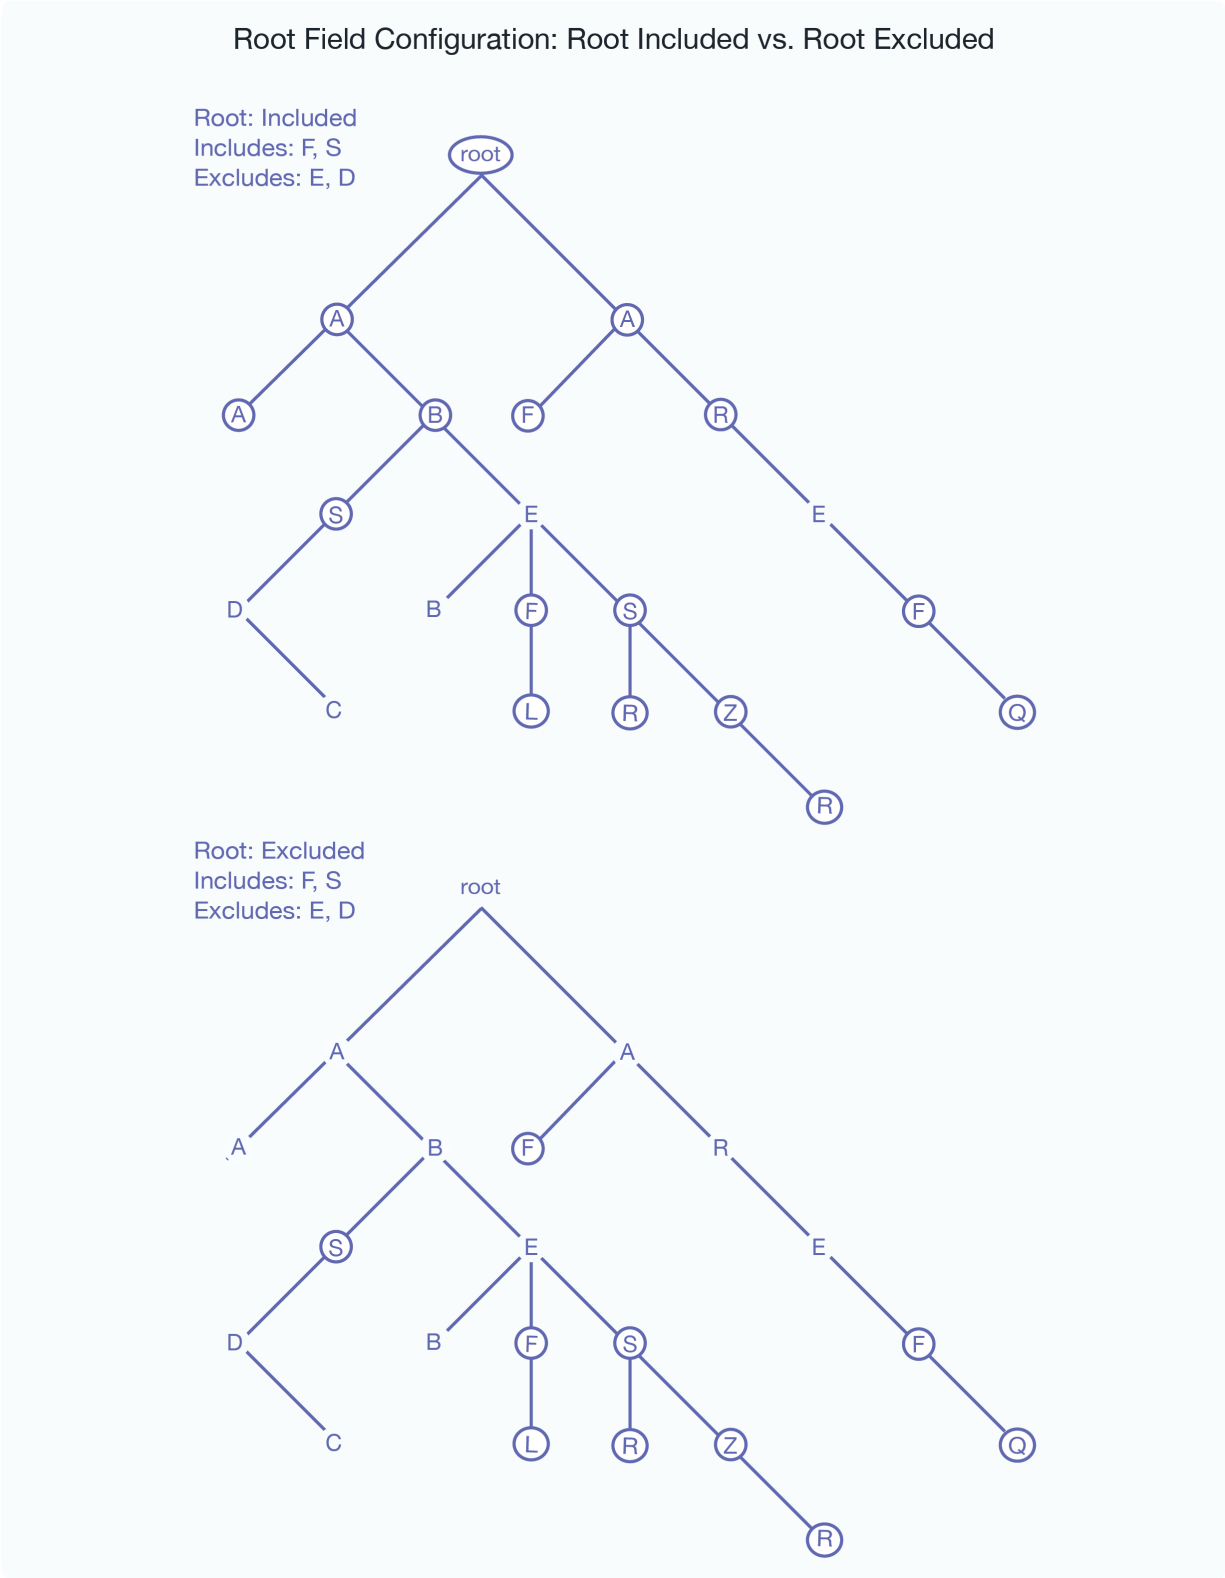 Root Field Configuration: Root Included vs. Root Excluded
Root: Included
Includes: F, S
Excludes: E, D
root
A A
A B F R
S E E
D B F S F
C L R Z Q
R
Root: Excluded
Includes: F, S
Excludes: E, D
root
A A
A B F R
S E E
D B F S F
C L R Z Q
R